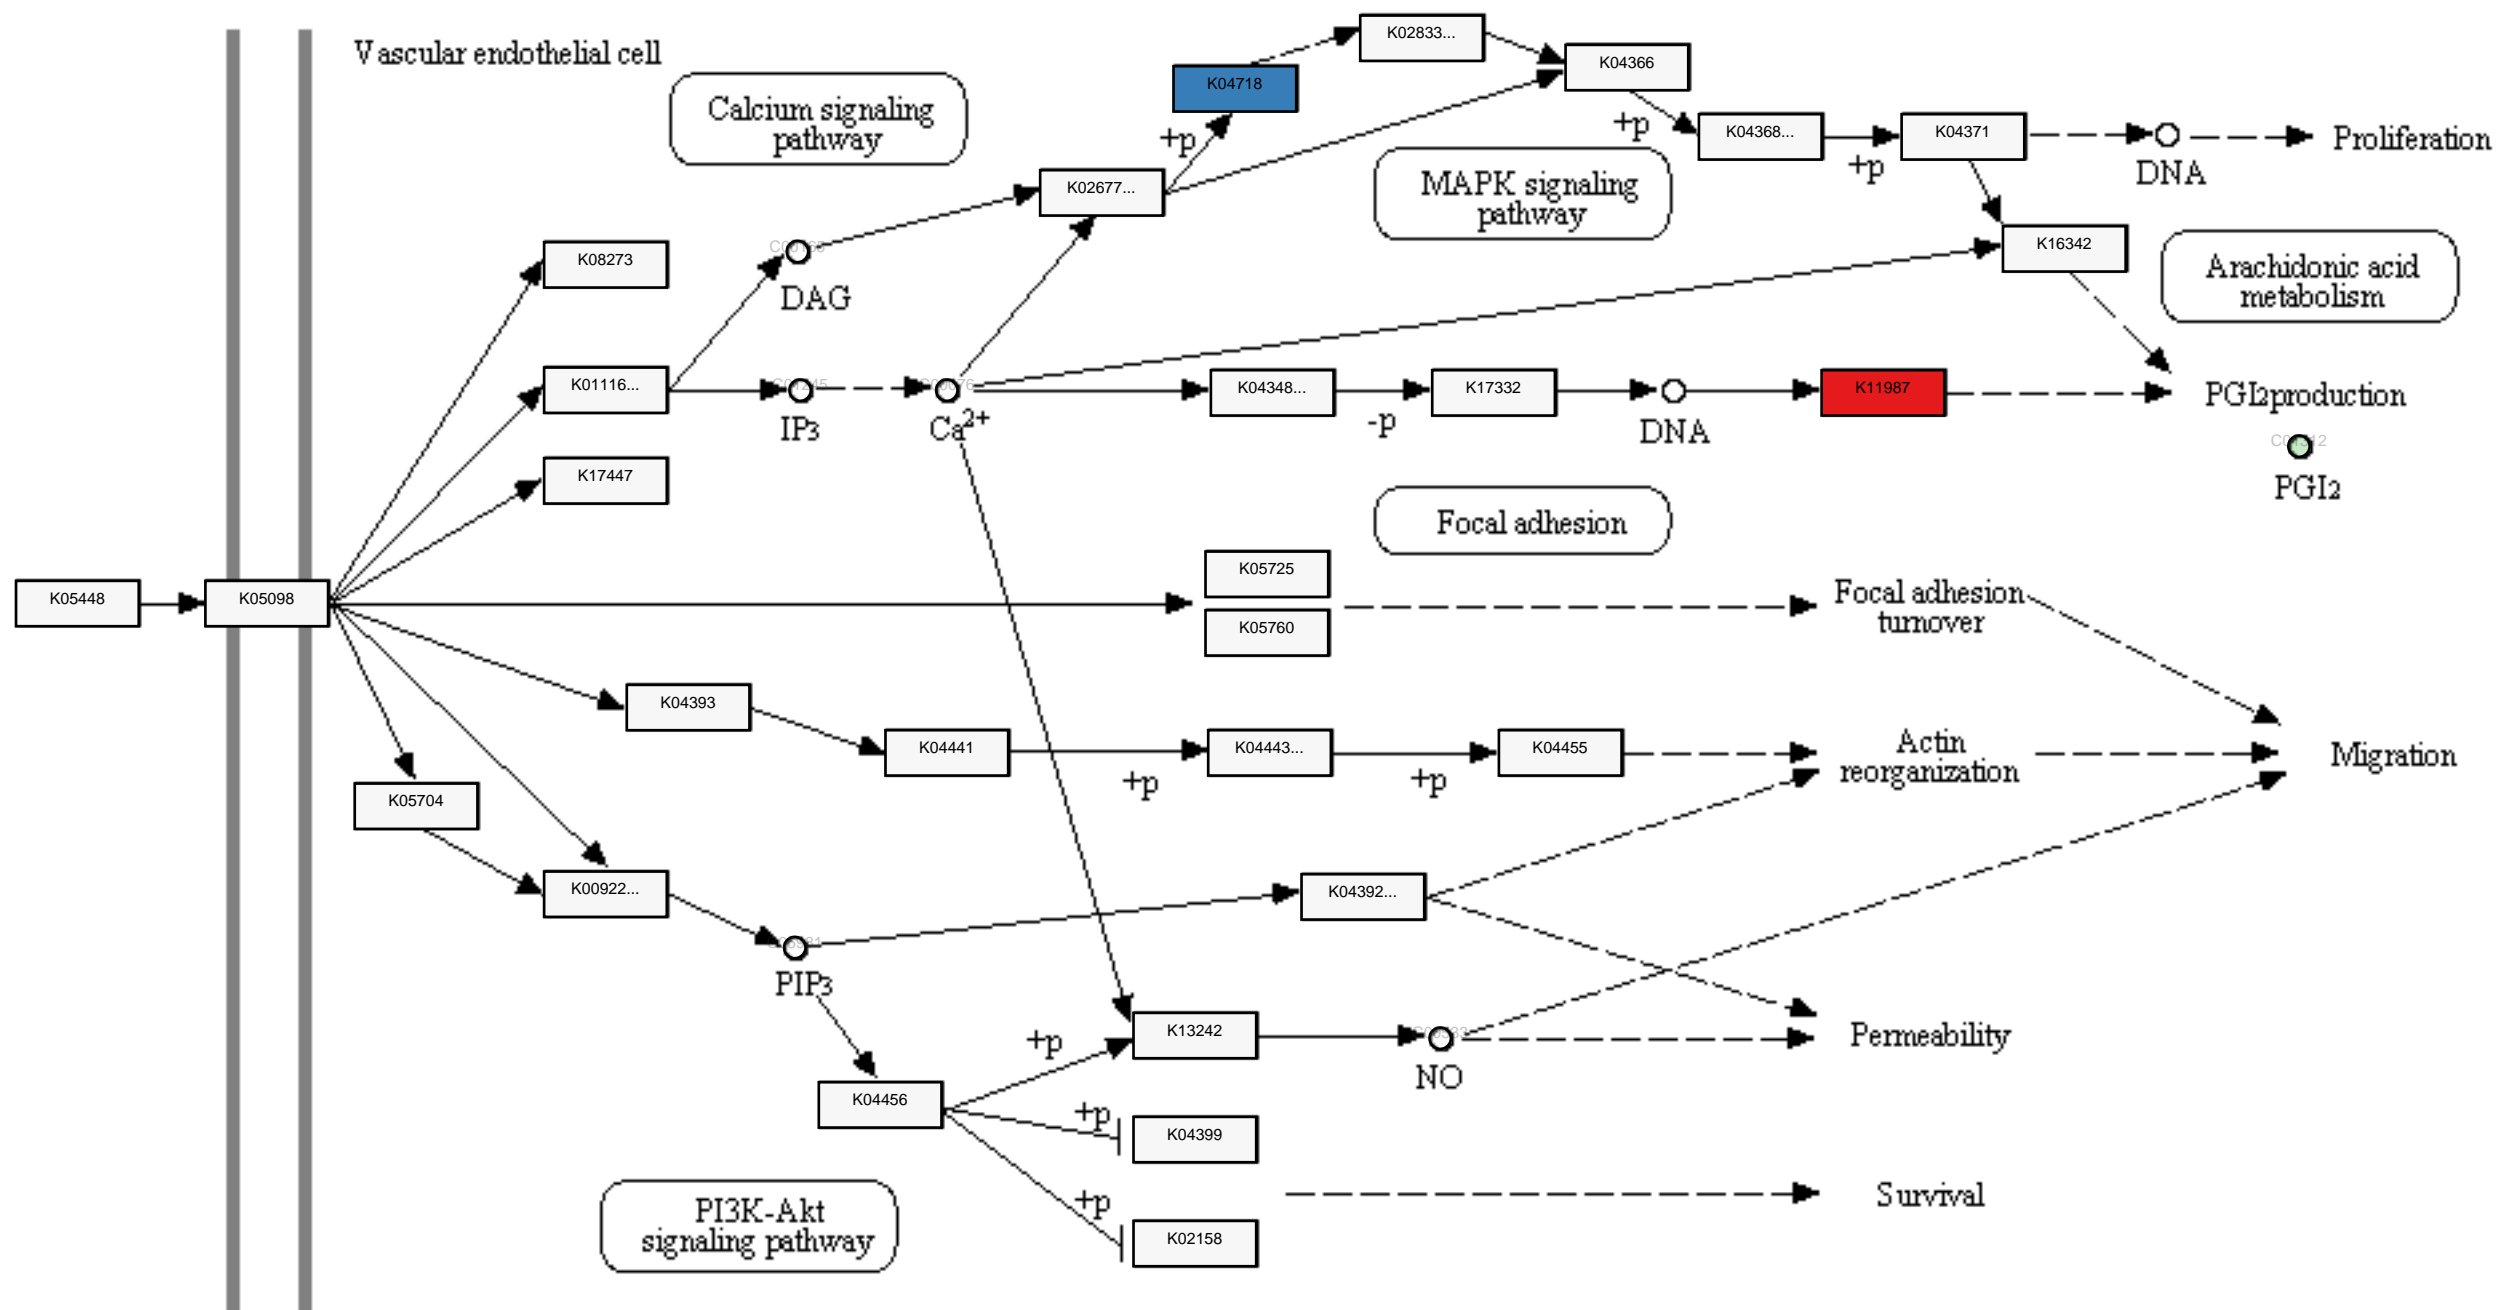 Vascular endothelial cell
Calcium signaling
pathway
K02833...
K04366
K04718
+p
+p
K04368...
+p
K04371
DNA
Proliferation
MAPK signaling
pathway
K02677...
K08273
DAG
K16342
Arachidonic acid
metabolism
K01116...
IP3
Ca2+
K04348...
-p
K17332
DNA
K11987
PGI2production
PGI2
K17447
Focal adhesion
K05725
K05760
K05448
K05098
Focal adhesion
turnover
K04393
K04441
+p
K04443...
+p
K04455
Actin
reorganization
Migration
K05704
K00922...
K04392...
PIP3
K13242
+p
NO
Permeability
K04456
+p
K04399
+p
K02158
Survival
PI3K-Akt
signaling pathway